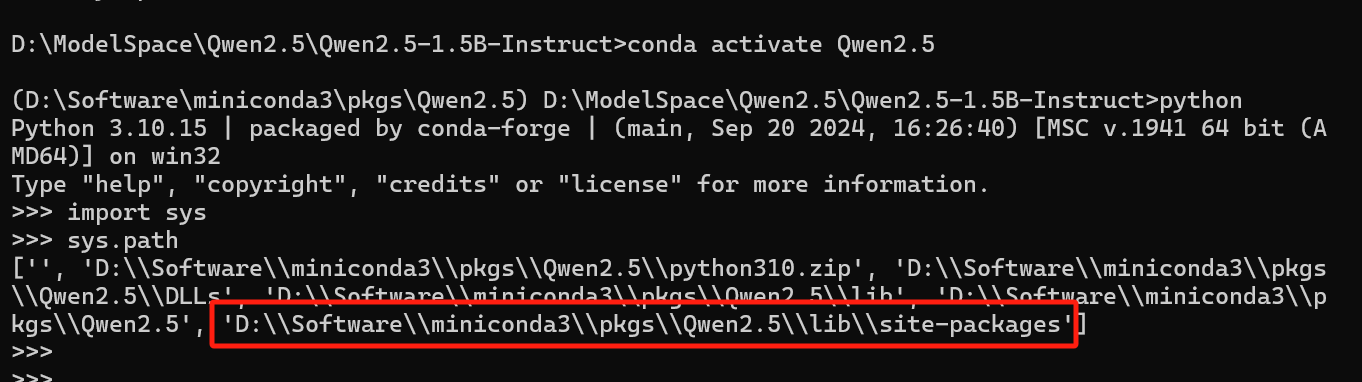 D:\ModelSpace\Qwen2.5\Qwen2.5-1.5B-Instruct>conda activate Qwen2.5
(D:\Software\miniconda3\pkgs\Qwen2.5) D:\ModelSpace\Qwen2.5\Qwen2.5-1.5B-Instruct>python
Python 3.10.15 | packaged by conda-forge | (main, Sep 20 2024, 16:26:40) [MSC v.1941 64 bit (A
MD64)] on win32
Type "help", "copyright", "credits" or "license" for more information.
>>> import sys
>>> sys.path
['', 'D:\\Software\\miniconda3\\pkgs\\Qwen2.5\\python310.zip', 'D:\\Software\\miniconda3\\pkgs
\\Qwen2.5\\DLLs', 'D:\\Software\\miniconda3\\pkgs\\Qwen2.5\\lib', 'D:\\Software\\miniconda3\\p
kgs\\Qwen2.5', 'D:\\Software\\miniconda3\\pkgs\\Qwen2.5\\lib\\site-packages']
>>>
>>>